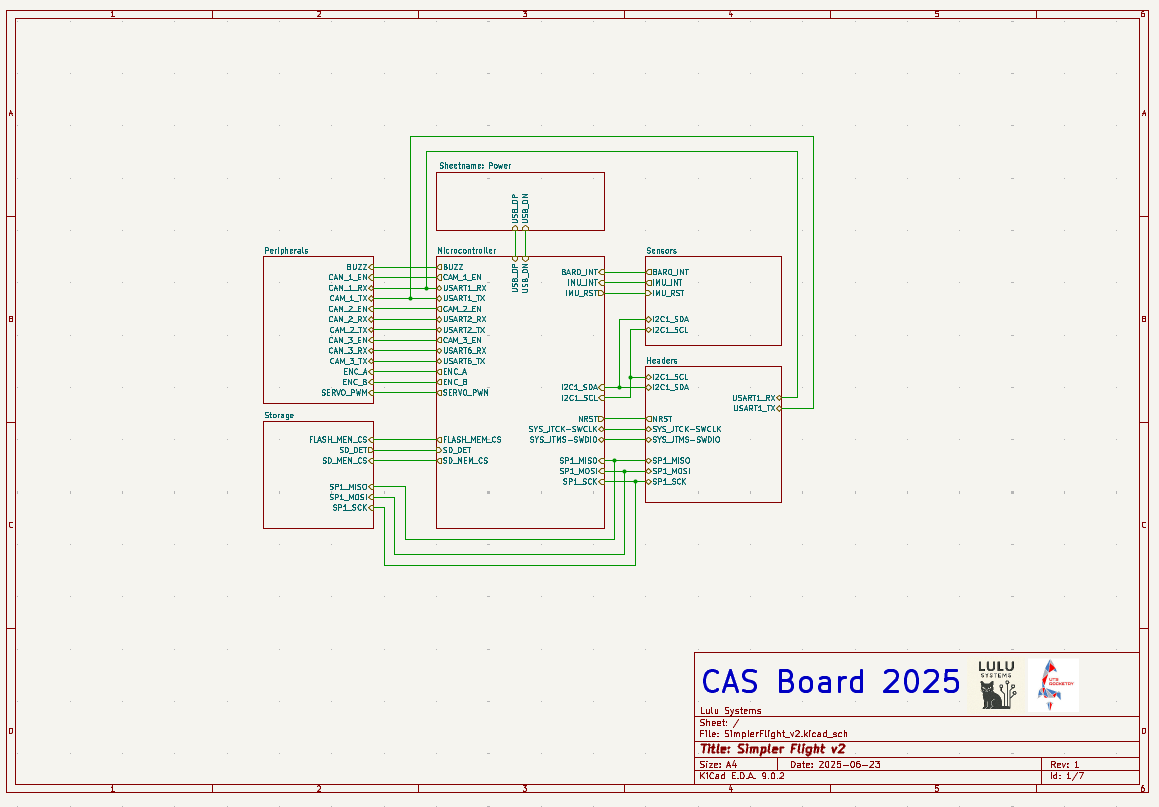 1 2 3 4 5 6
A A
Sheetname: Power
USB_DP
USB_DN
Peripherals
Microcontroller
Sensors
USB_DP
USB_DN
BUZZ BUZZ
CAM_1_EN CAM_1_EN BARO_INT BARO_INT
CAM_1_RX USART1_RX IMU_INT IMU_INT
CAM_1_TX USART1_TX IMU_RST IMU_RST
CAM_2_EN CAM_2_EN
CAM_2_RX USART2_RX I2C1_SDA
CAM_2_TX USART2_TX I2C1_SCL
B B
CAM_3_EN CAM_3_EN
CAM_3_RX USART6_RX
CAM_3_TX USART6_TX
Headers
ENC_A ENC_A I2C1_SCL
ENC_B ENC_B I2C1_SDA I2C1_SDA
SERVO_PWM SERVO_PWM I2C1_SCL USART1_RX
USART1_TX
Storage
NRST NRST
SYS_JTCK-SWCLK SYS_JTCK-SWCLK
FLASH_MEM_CS FLASH_MEM_CS SYS_JTMS-SWDIO SYS_JTMS-SWDIO
SD_DET SD_DET
SD_MEM_CS SD_MEM_CS SP1_MISO SP1_MISO
SP1_MOSI SP1_MOSI
SP1_SCK SP1_SCK
SP1_MISO
SP1_MOSI
SP1_SCK
C C
CAS Board 2025
LULU
SYSTEMS
UTS
ROCKETRY
Lulu Systems
Sheet: /
File: SimplerFlight_v2.kicad_sch
D D
Title: Simpler Flight v2
Size: A4 Date: 2025-06-23 Rev: 1
KiCad E.D.A. 9.0.2 Id: 1/7
1 2 3 4 5 6